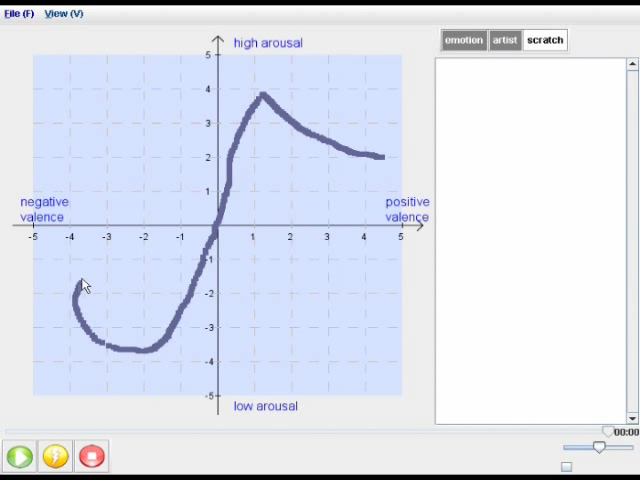 File (F) View (V)
emotion artist scratch
high arousal
5
4
3
2
1
negative
valence
positive
valence
-5 -4 -3 -2 -1 1 2 3 4 5
-1
-2
-3
-4
-5
low arousal
00:00